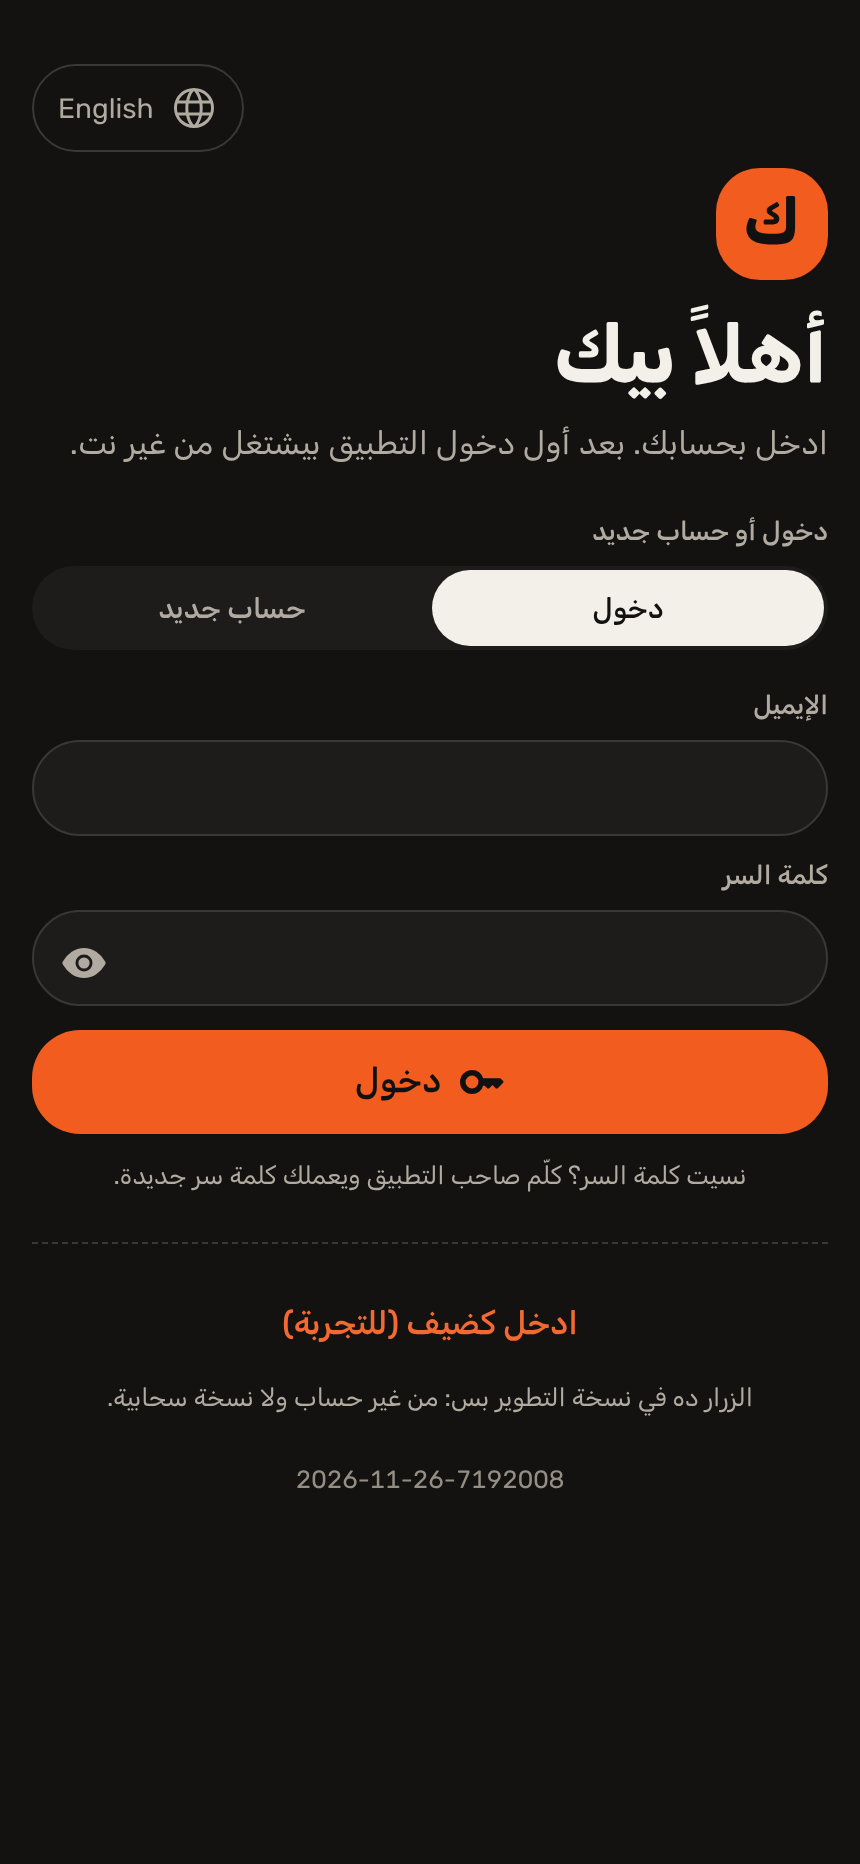 English
ك
أهلاً بيك
ادخل بحسابك. بعد أول دخول التطبيق بيشتغل من غير نت.
دخول أو حساب جديد
دخول
حساب جديد
الإيميل
كلمة السر
دخول
نسيت كلمة السر؟ كلّم صاحب التطبيق ويعملك كلمة سر جديدة.
ادخل كضيف (للتجربة)
الزرار ده في نسخة التطوير بس: من غير حساب ولا نسخة سحابية.
2026-11-26-7192008